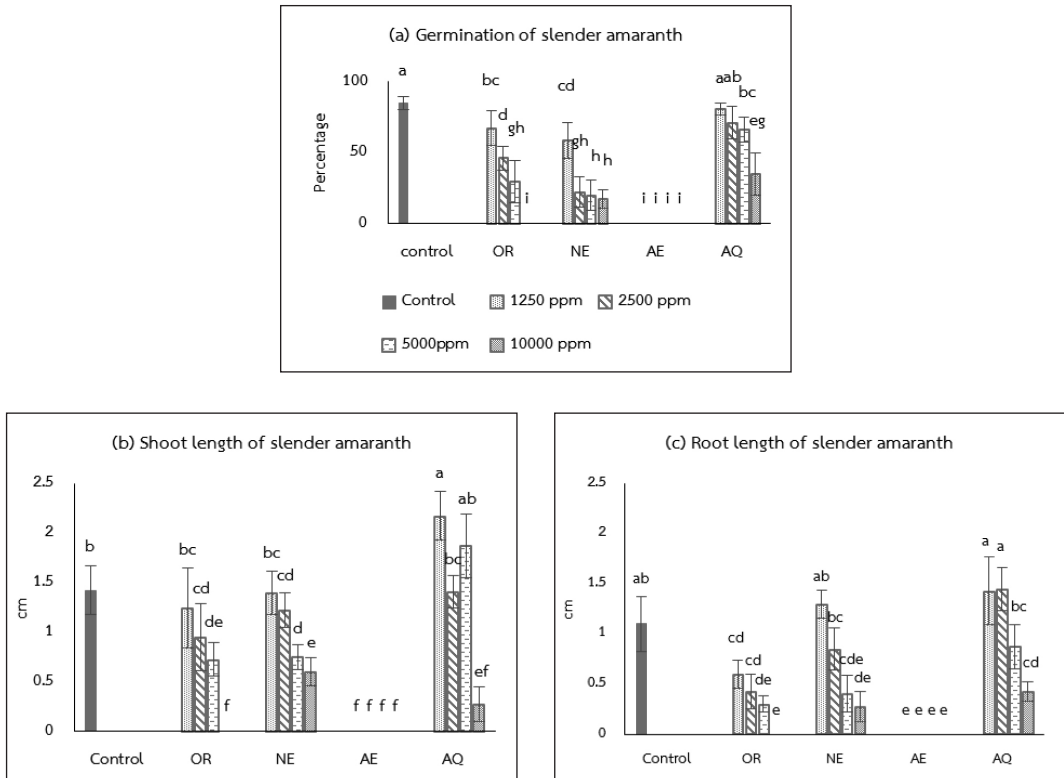 (a) Germination of slender amaranth
a bc d gh i cd gh h h i i i i a ab bc eg
Percentage
100
50
0
control OR NE AE AQ
Control 1250 ppm 2500 ppm
5000ppm 10000 ppm
(b) Shoot length of slender amaranth
b bc cd de f bc cd d e f f f f a bc ab ef
cm
2.5
2
1.5
1
0.5
0
Control OR NE AE AQ
(c) Root length of slender amaranth
ab cd cd de e ab bc cde de e e e e a a bc cd
cm
2.5
2
1.5
1
0.5
0
Control OR NE AE AQ